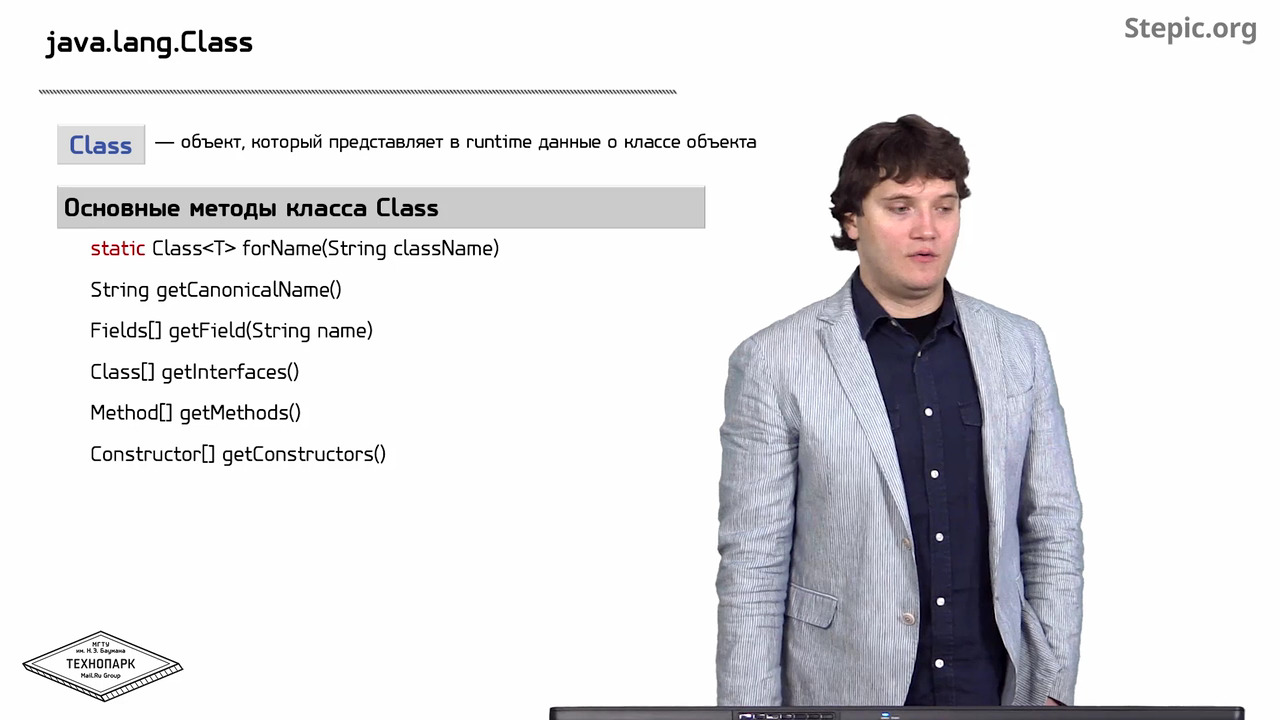 java.lang.Class
Stepic.org
Class — объект, который представляет в runtime данные о классе объекта
Основные методы класса Class
static Class<T> forName(String className)
String getCanonicalName()
Fields[] getField(String name)
Class[] getInterfaces()
Method[] getMethods()
Constructor[] getConstructors()
МГТУ
им. Н.Э. Баумана
ТЕХНОПАРК
Mail.Ru Group